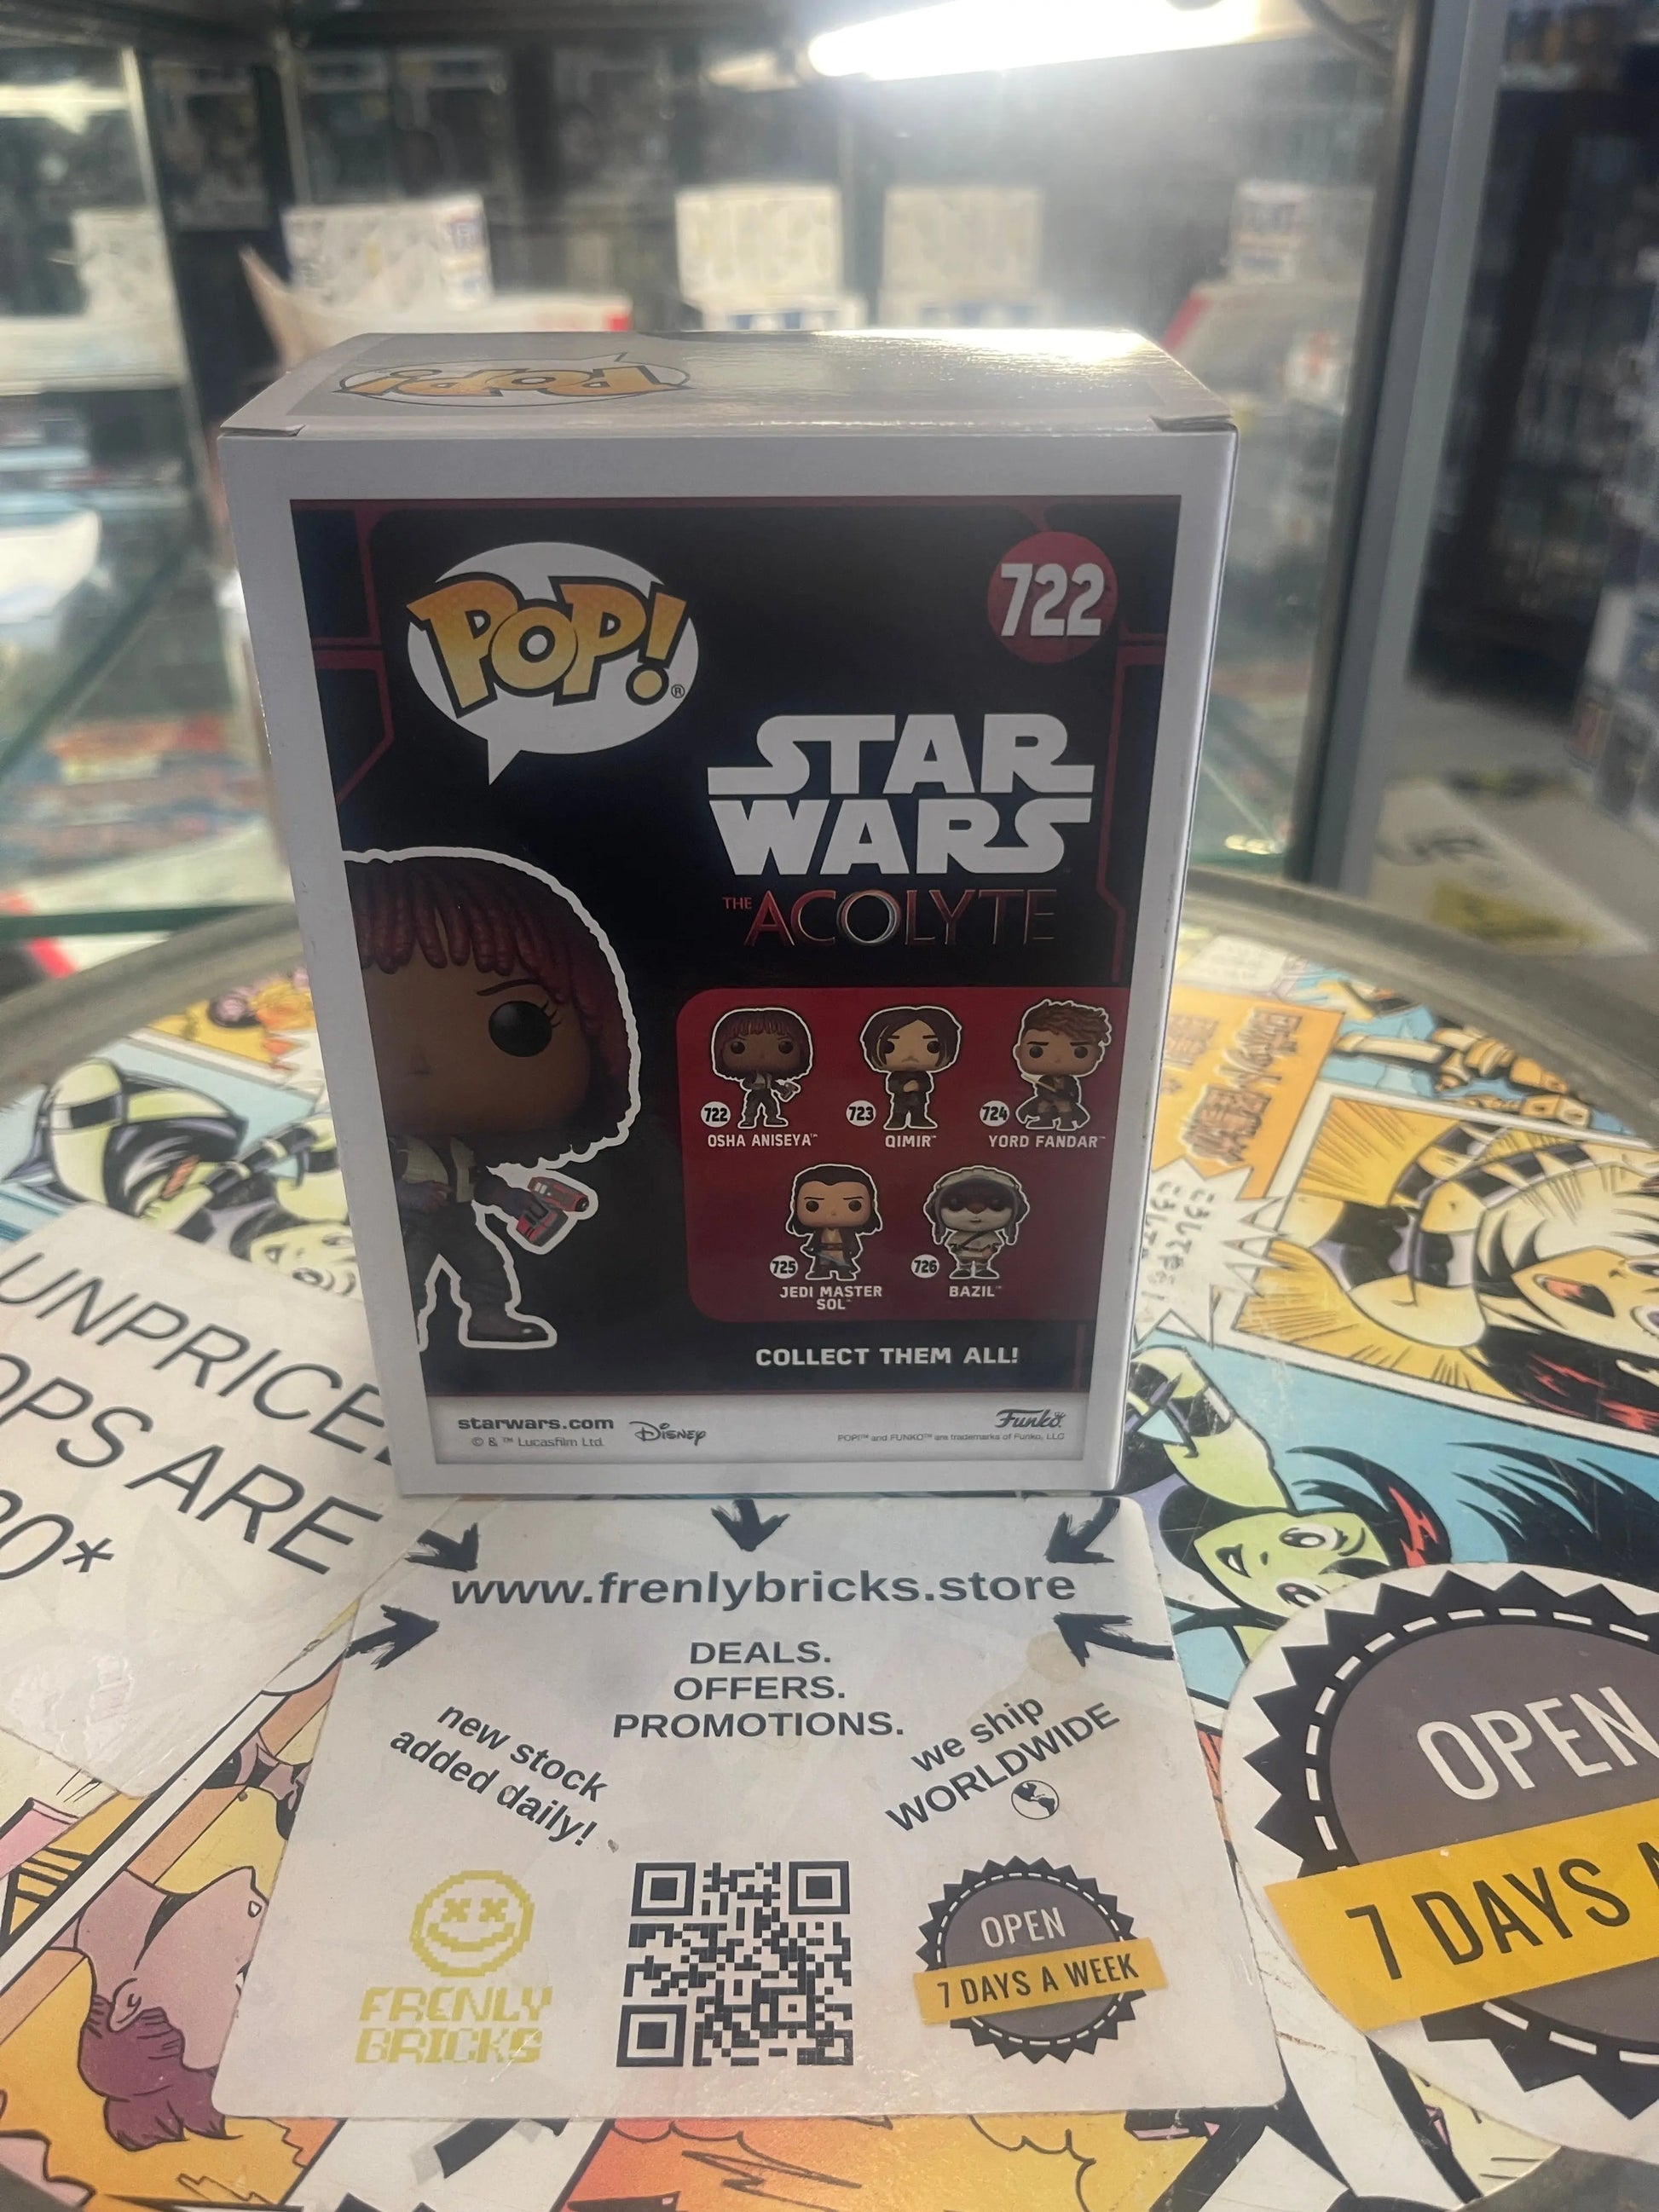 POP!
POP!®
722
STAR
WARS
THE ACOLYTE
722
OSHA ANISEYA™
723
QIMIR™
724
YORD FANDAR™
725
JEDI MASTER
SOL™
726
BAZIL™
COLLECT THEM ALL!
starwars.com
© & ™ Lucasfilm Ltd.
Disney
Funko
POP!™ and FUNKO™ are trademarks of Funko, LLC
ARE
www.frenlybricks.store
DEALS.
OFFERS.
PROMOTIONS.
new stock
added daily!
we ship
WORLDWIDE
FRENLY
BRICKS
OPEN
7 DAYS A WEEK
OPEN
7 DAYS